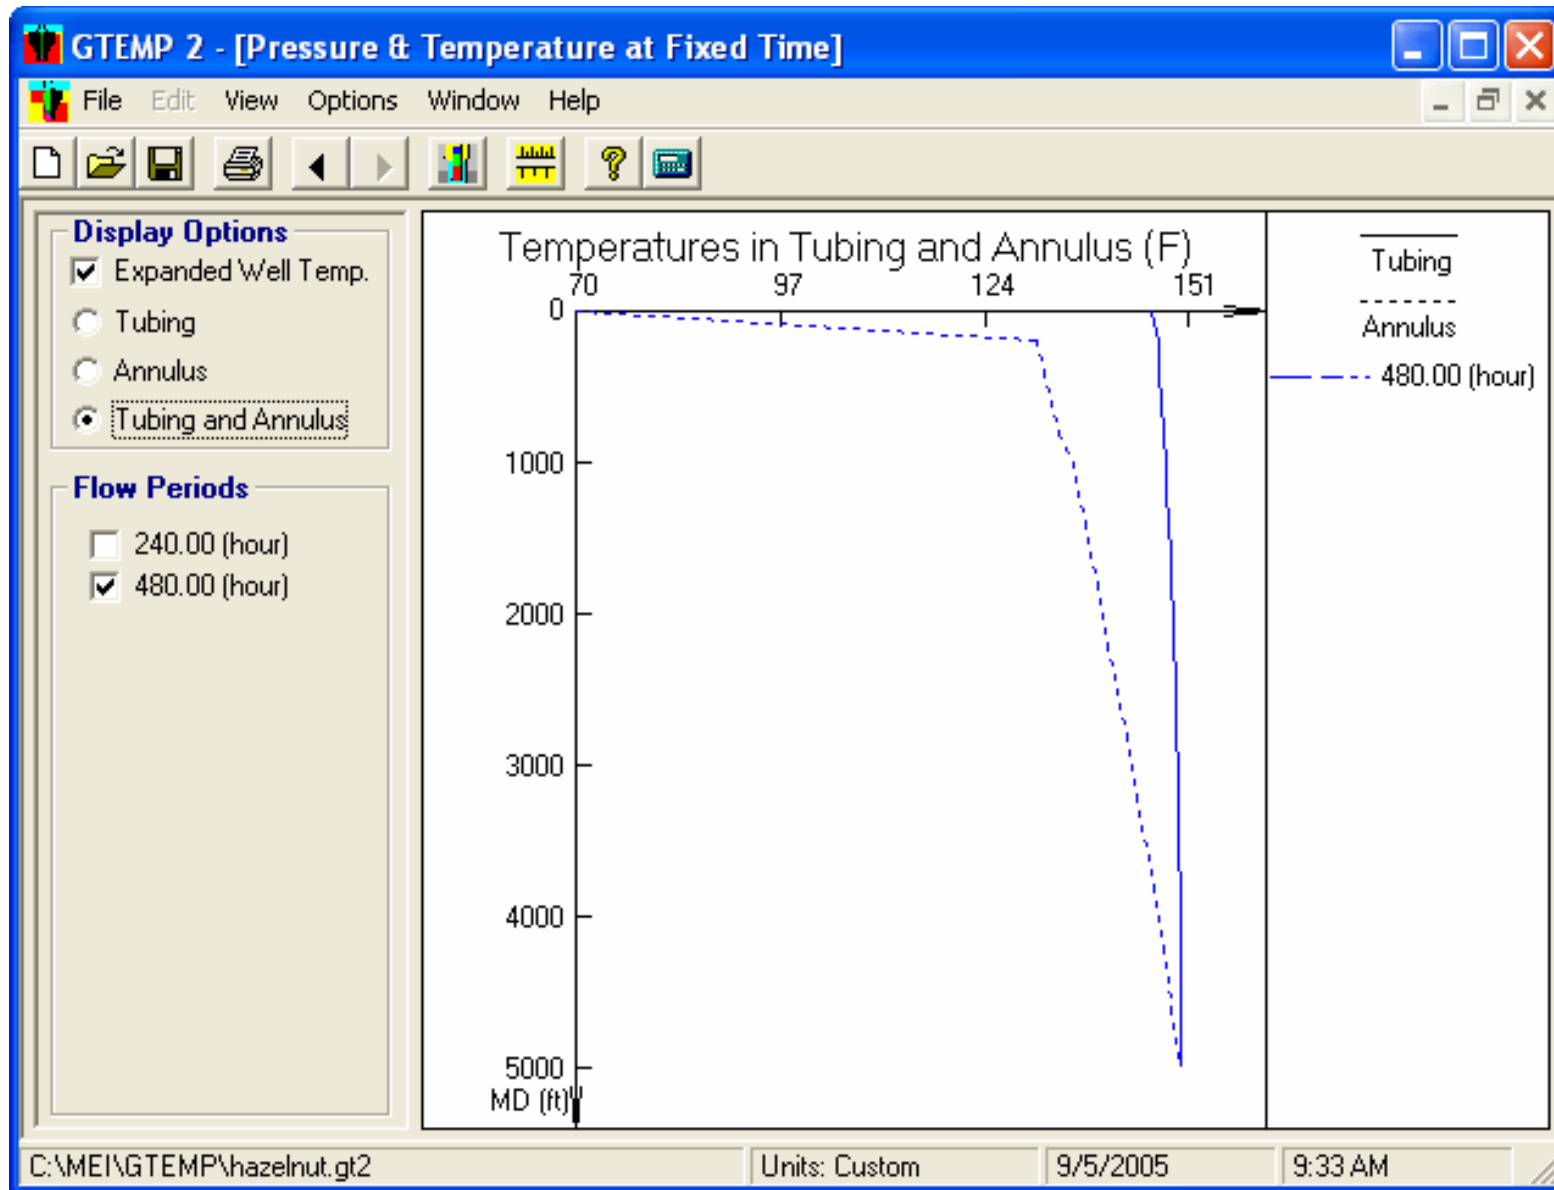 GTEMP 2 - [Pressure & Temperature at Fixed Time]
File Edit View Options Window Help
Display Options
Expanded Well Temp.
Tubing
Annulus
Tubing and Annulus
Flow Periods
240.00 (hour)
480.00 (hour)
Temperatures in Tubing and Annulus (F)
70 97 124 151
0
1000
2000
3000
4000
5000
MD (ft)
Tubing
Annulus
480.00 (hour)
C:\MEI\GTEMP\hazelnut.gt2 Units: Custom 9/5/2005 9:33 AM